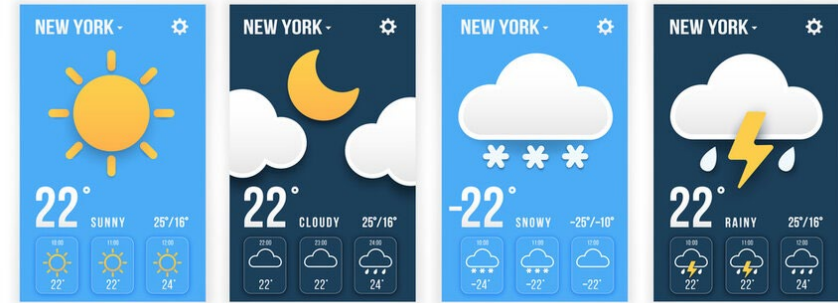 NEW YORK
22° SUNNY 25°/16°
10:00 11:00 12:00
22° 22° 24°
NEW YORK
22° CLOUDY 25°/16°
22:00 23:00 24:00
22° 22° 24°
NEW YORK
-22° SNOWY -25°/-10°
10:00 11:00 12:00
-24° -22° -22°
NEW YORK
22° RAINY 25°/16°
10:00 11:00 12:00
22° 22° 24°